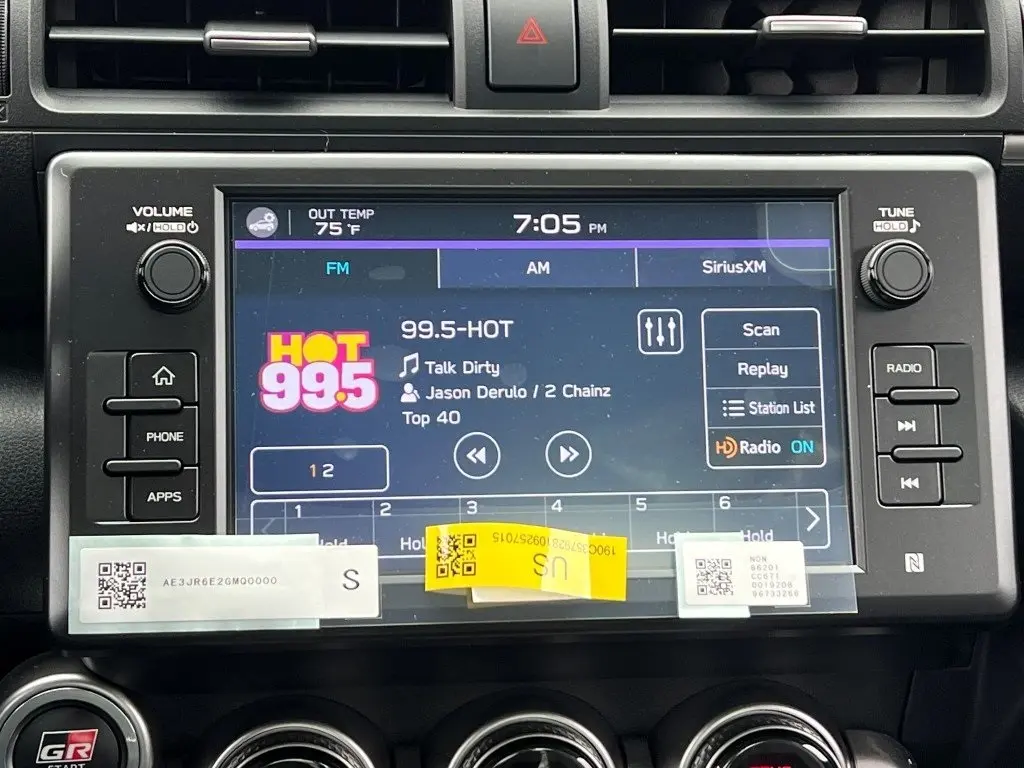 VOLUME
HOLD
OUT TEMP
75 °F
7:05 PM
TUNE
HOLD
FM
AM
SiriusXM
HOT
99.5
99.5-HOT
Talk Dirty
Jason Derulo / 2 Chainz
Top 40
Scan
Replay
Station List
HD Radio ON
PHONE
APPS
RADIO
1 2
1 2 3 4 5 6
Hold
US
AE3JR6E2GMQ0000
S
GR
START